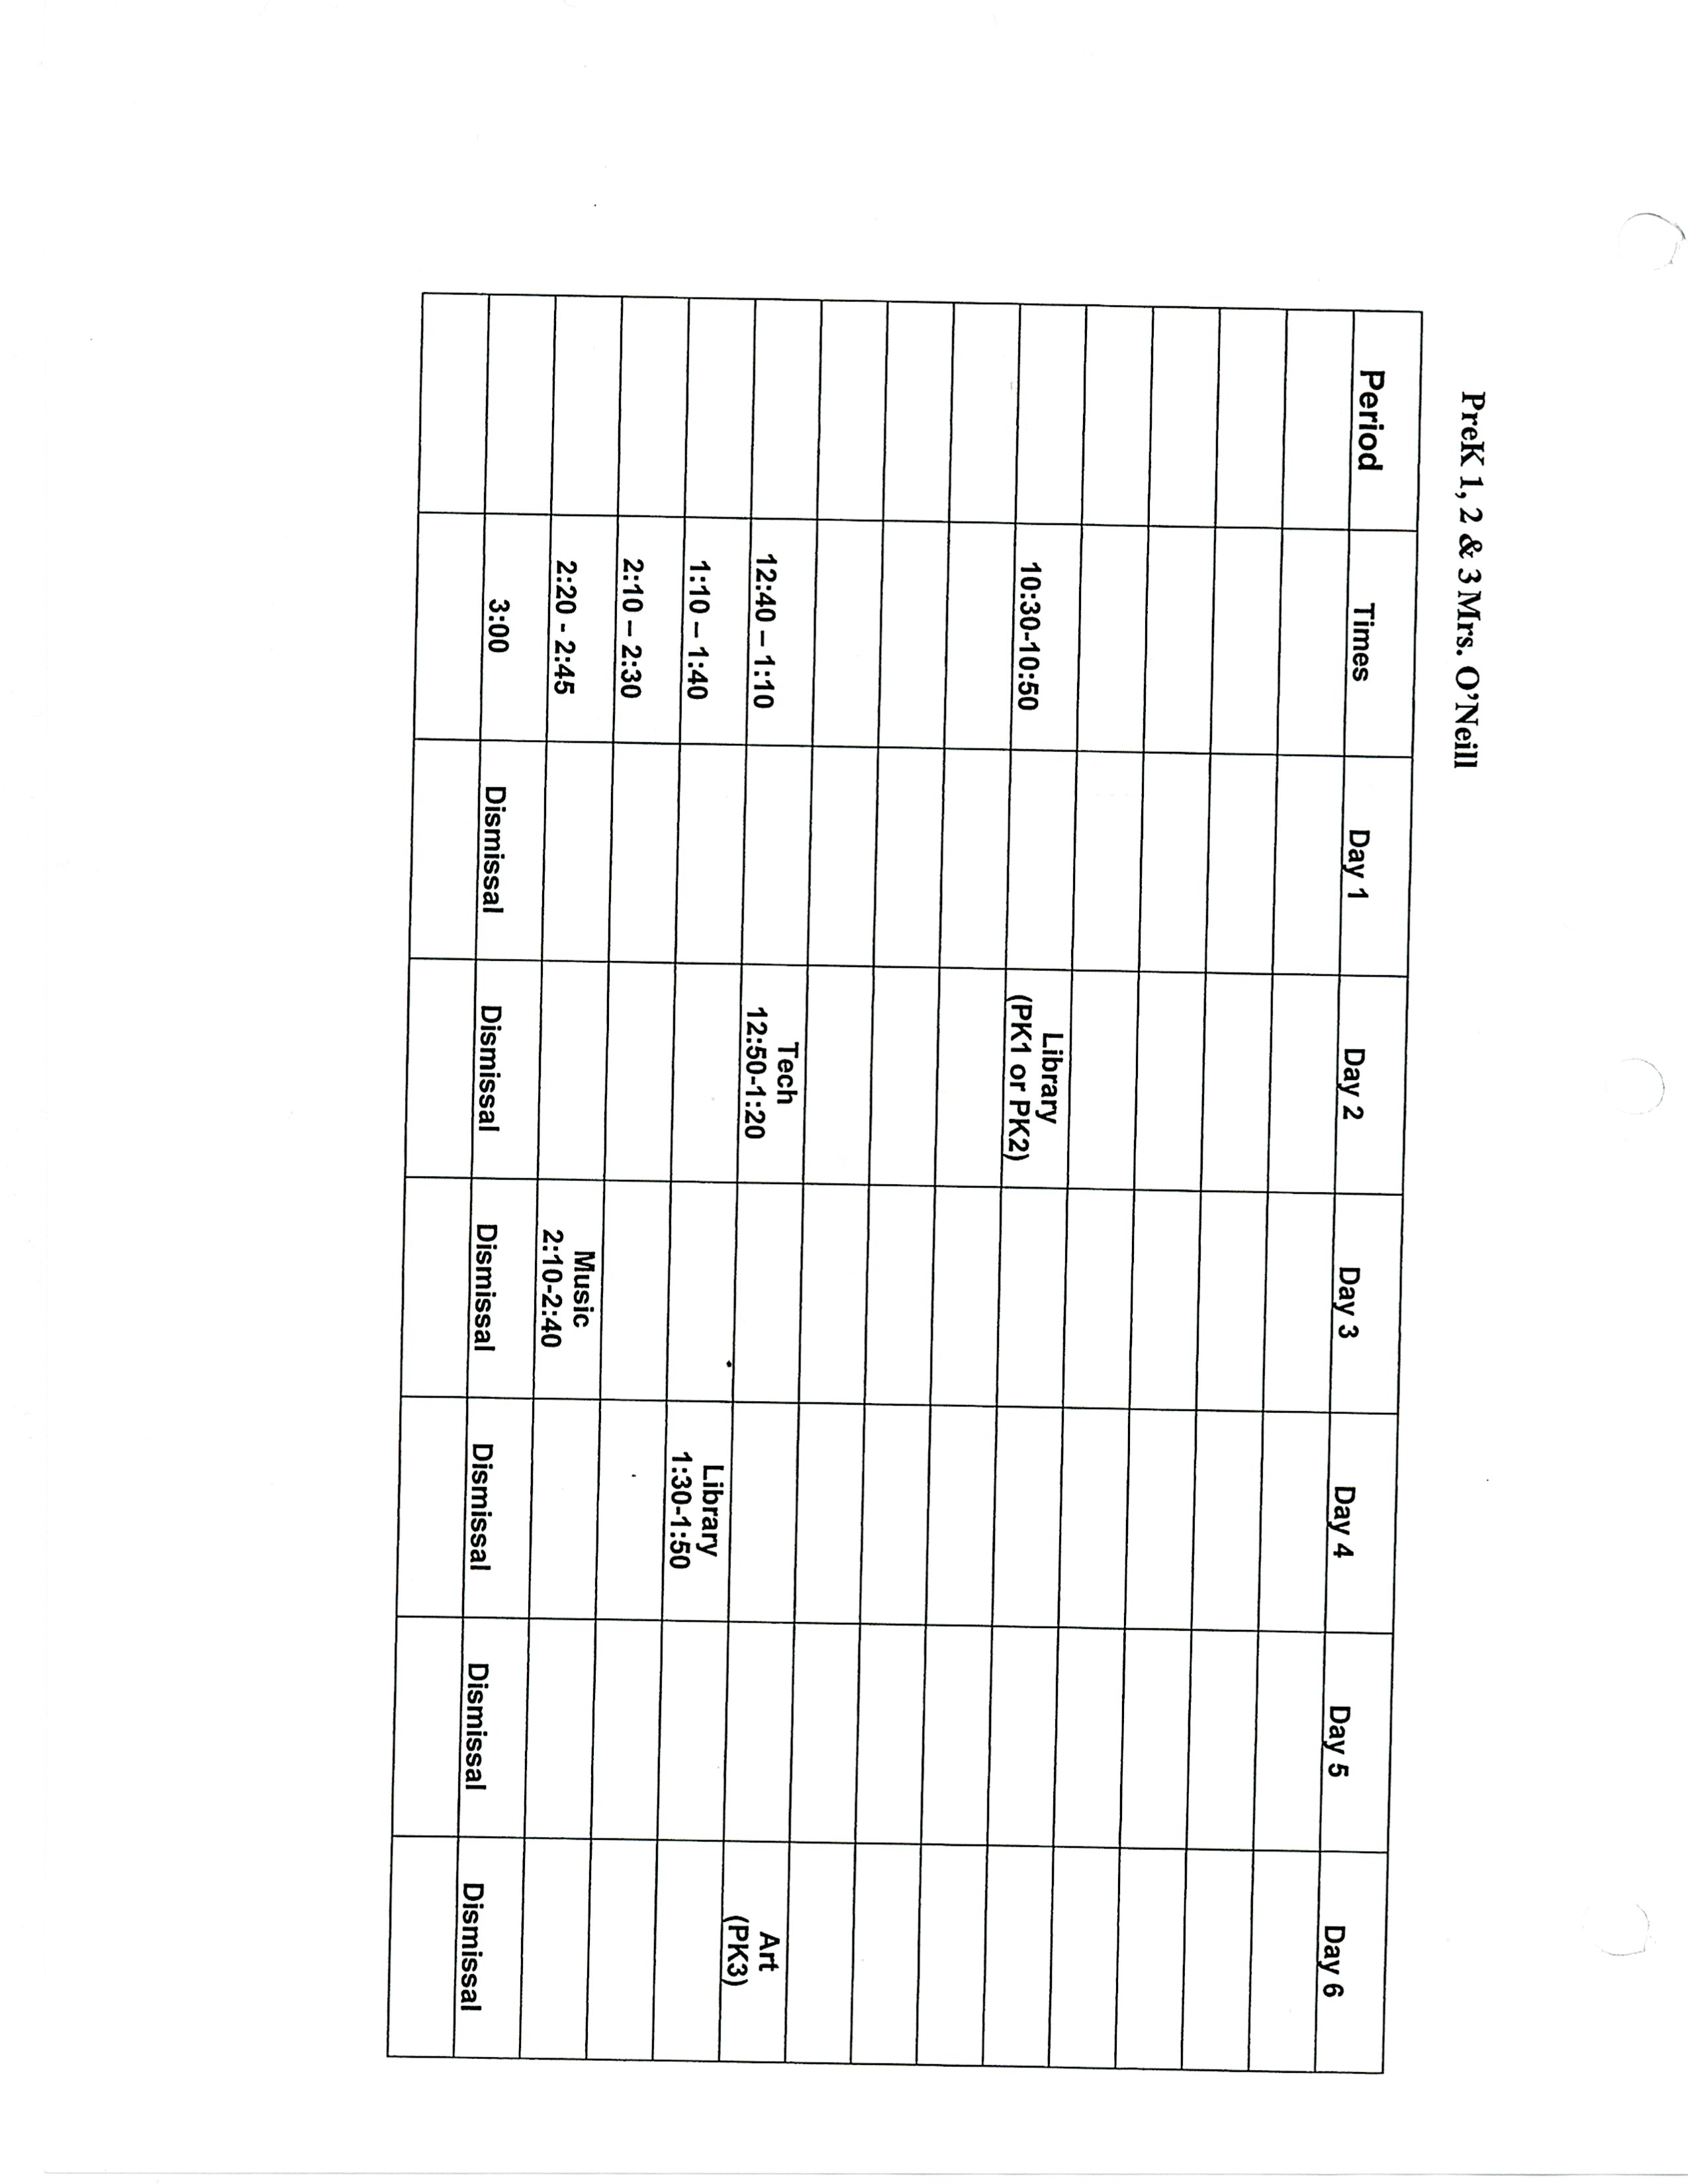 PreK 1, 2 & 3 Mrs. O'Neill
Period Times Day 1 Day 2 Day 3 Day 4 Day 5 Day 6
10:30-10:50 Library
(PK1 or PK2)
12:40 – 1:10 Tech Art
12:50-1:20 (PK3)
1:10 – 1:40 Library
1:30-1:50
2:10 – 2:30
2:20 - 2:45 Music
2:10-2:40
3:00 Dismissal Dismissal Dismissal Dismissal Dismissal Dismissal